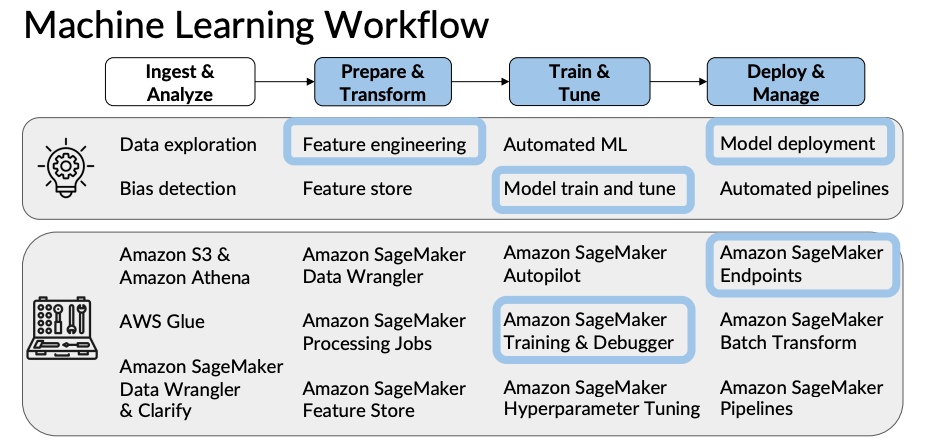 Machine Learning Workflow
Ingest &
Analyze
Prepare &
Transform
Train &
Tune
Deploy &
Manage
Data exploration
Feature engineering
Automated ML
Model deployment
Bias detection
Feature store
Model train and tune
Automated pipelines
Amazon S3 &
Amazon Athena
Amazon SageMaker
Data Wrangler
Amazon SageMaker
Autopilot
Amazon SageMaker
Endpoints
AWS Glue
Amazon SageMaker
Processing Jobs
Amazon SageMaker
Training & Debugger
Amazon SageMaker
Batch Transform
Amazon SageMaker
Data Wrangler
& Clarify
Amazon SageMaker
Feature Store
Amazon SageMaker
Hyperparameter Tuning
Amazon SageMaker
Pipelines